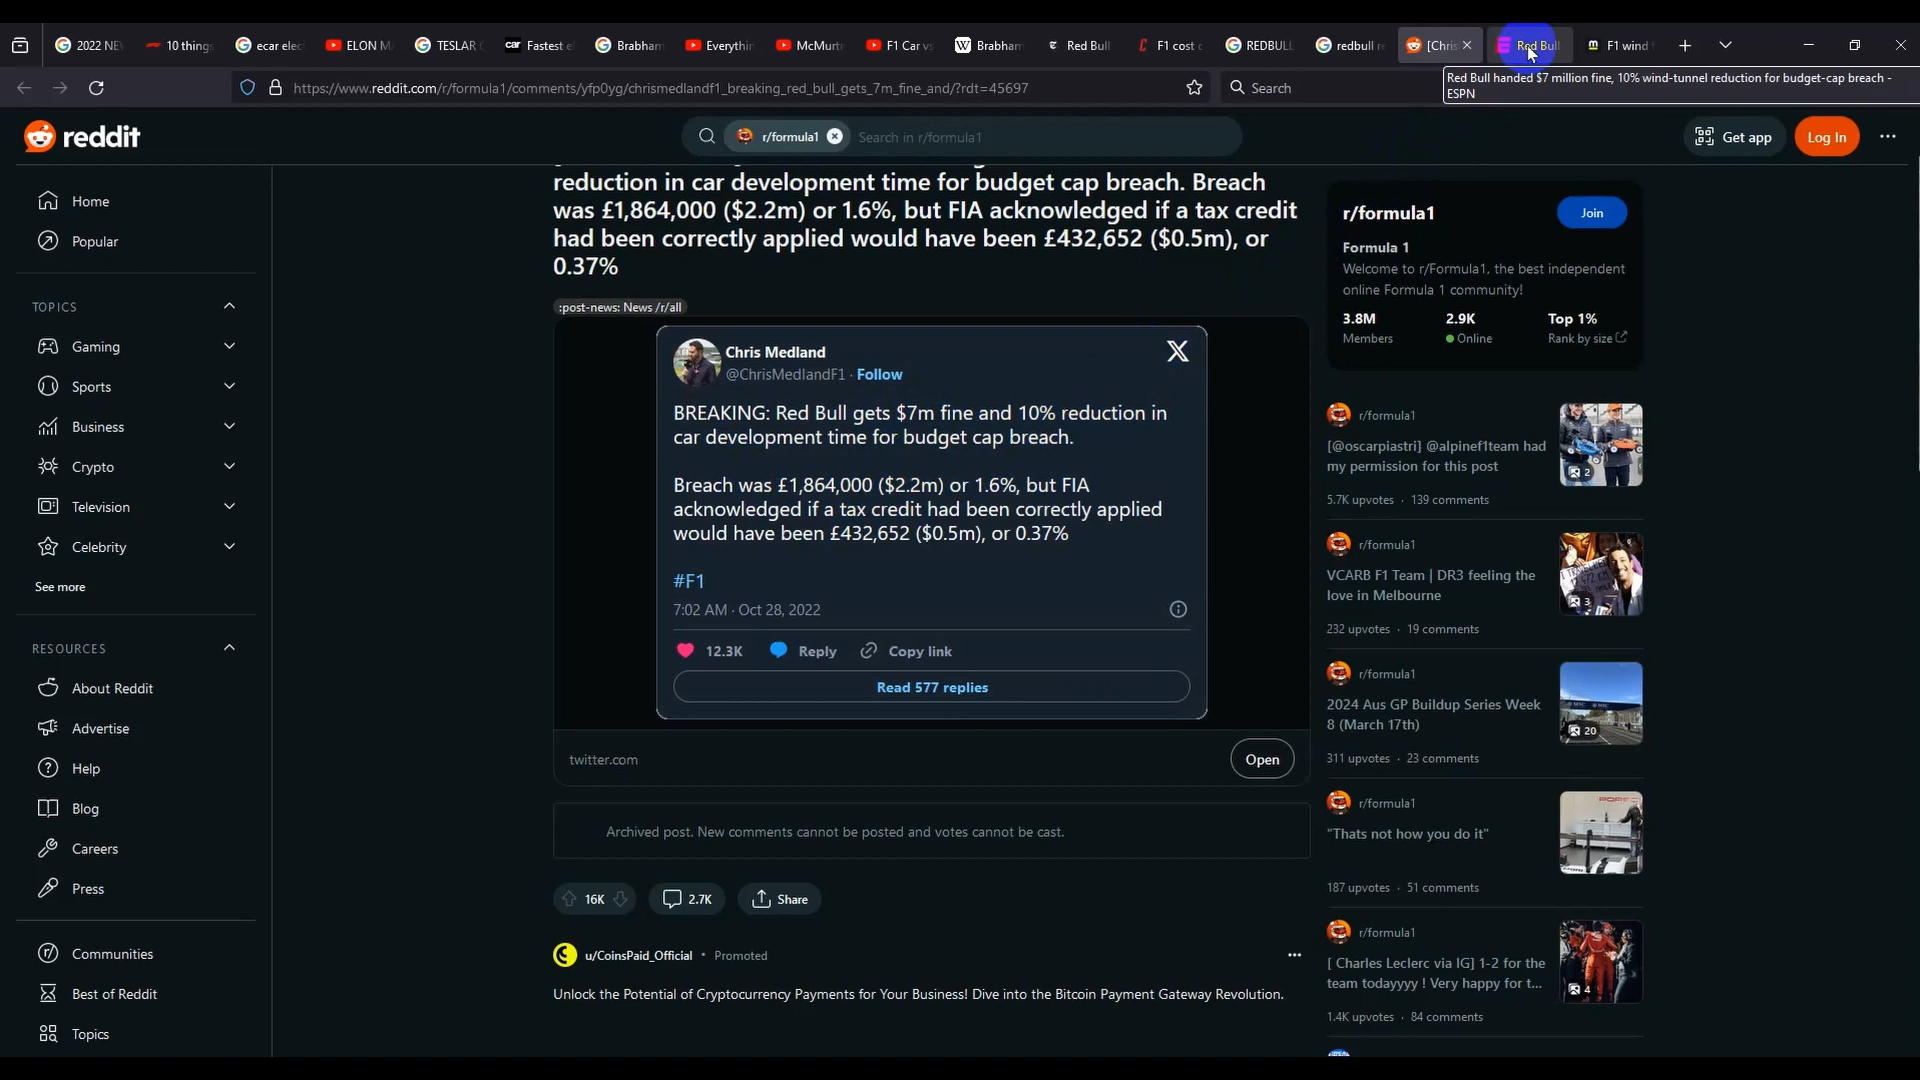 2022 NE
10 things
ecar elec
ELON M
TESLAR
car
Fastest e
Brabham
Everythin
McMurt
F1 Car vs
Brabham
Red Bull
F1 cost c
REDBULL
redbull r
[Chris
Red Bull
F1 wind
https://www.reddit.com/r/formula1/comments/yfp0yg/chrismedlandf1_breaking_red_bull_gets_7m_fine_and/?rdt=45697
Search
Red Bull handed $7 million fine, 10% wind-tunnel reduction for budget-cap breach -
ESPN
reddit
r/formula1
Search in r/formula1
Get app
Log In
Home
Popular
TOPICS
Gaming
Sports
Business
Crypto
Television
Celebrity
See more
RESOURCES
About Reddit
Advertise
Help
Blog
Careers
Press
Communities
Best of Reddit
Topics
reduction in car development time for budget cap breach. Breach
was £1,864,000 ($2.2m) or 1.6%, but FIA acknowledged if a tax credit
had been correctly applied would have been £432,652 ($0.5m), or
0.37%
:post-news: News /r/all
Chris Medland
@ChrisMedlandF1 · Follow
BREAKING: Red Bull gets $7m fine and 10% reduction in
car development time for budget cap breach.
Breach was £1,864,000 ($2.2m) or 1.6%, but FIA
acknowledged if a tax credit had been correctly applied
would have been £432,652 ($0.5m), or 0.37%
#F1
7:02 AM · Oct 28, 2022
12.3K
Reply
Copy link
Read 577 replies
twitter.com
Open
Archived post. New comments cannot be posted and votes cannot be cast.
16K
2.7K
Share
u/CoinsPaid_Official • Promoted
Unlock the Potential of Cryptocurrency Payments for Your Business! Dive into the Bitcoin Payment Gateway Revolution.
r/formula1
Join
Formula 1
Welcome to r/Formula1, the best independent
online Formula 1 community!
3.8M
2.9K
Top 1%
Members
Online
Rank by size
r/formula1
[@oscarpiastri] @alpinef1team had
my permission for this post
2
5.7K upvotes · 139 comments
r/formula1
VCARB F1 Team | DR3 feeling the
love in Melbourne
3
232 upvotes · 19 comments
r/formula1
2024 Aus GP Buildup Series Week
8 (March 17th)
20
311 upvotes · 23 comments
r/formula1
"Thats not how you do it"
187 upvotes · 51 comments
r/formula1
[ Charles Leclerc via IG] 1-2 for the
team todayyyy ! Very happy for t...
4
1.4K upvotes · 84 comments